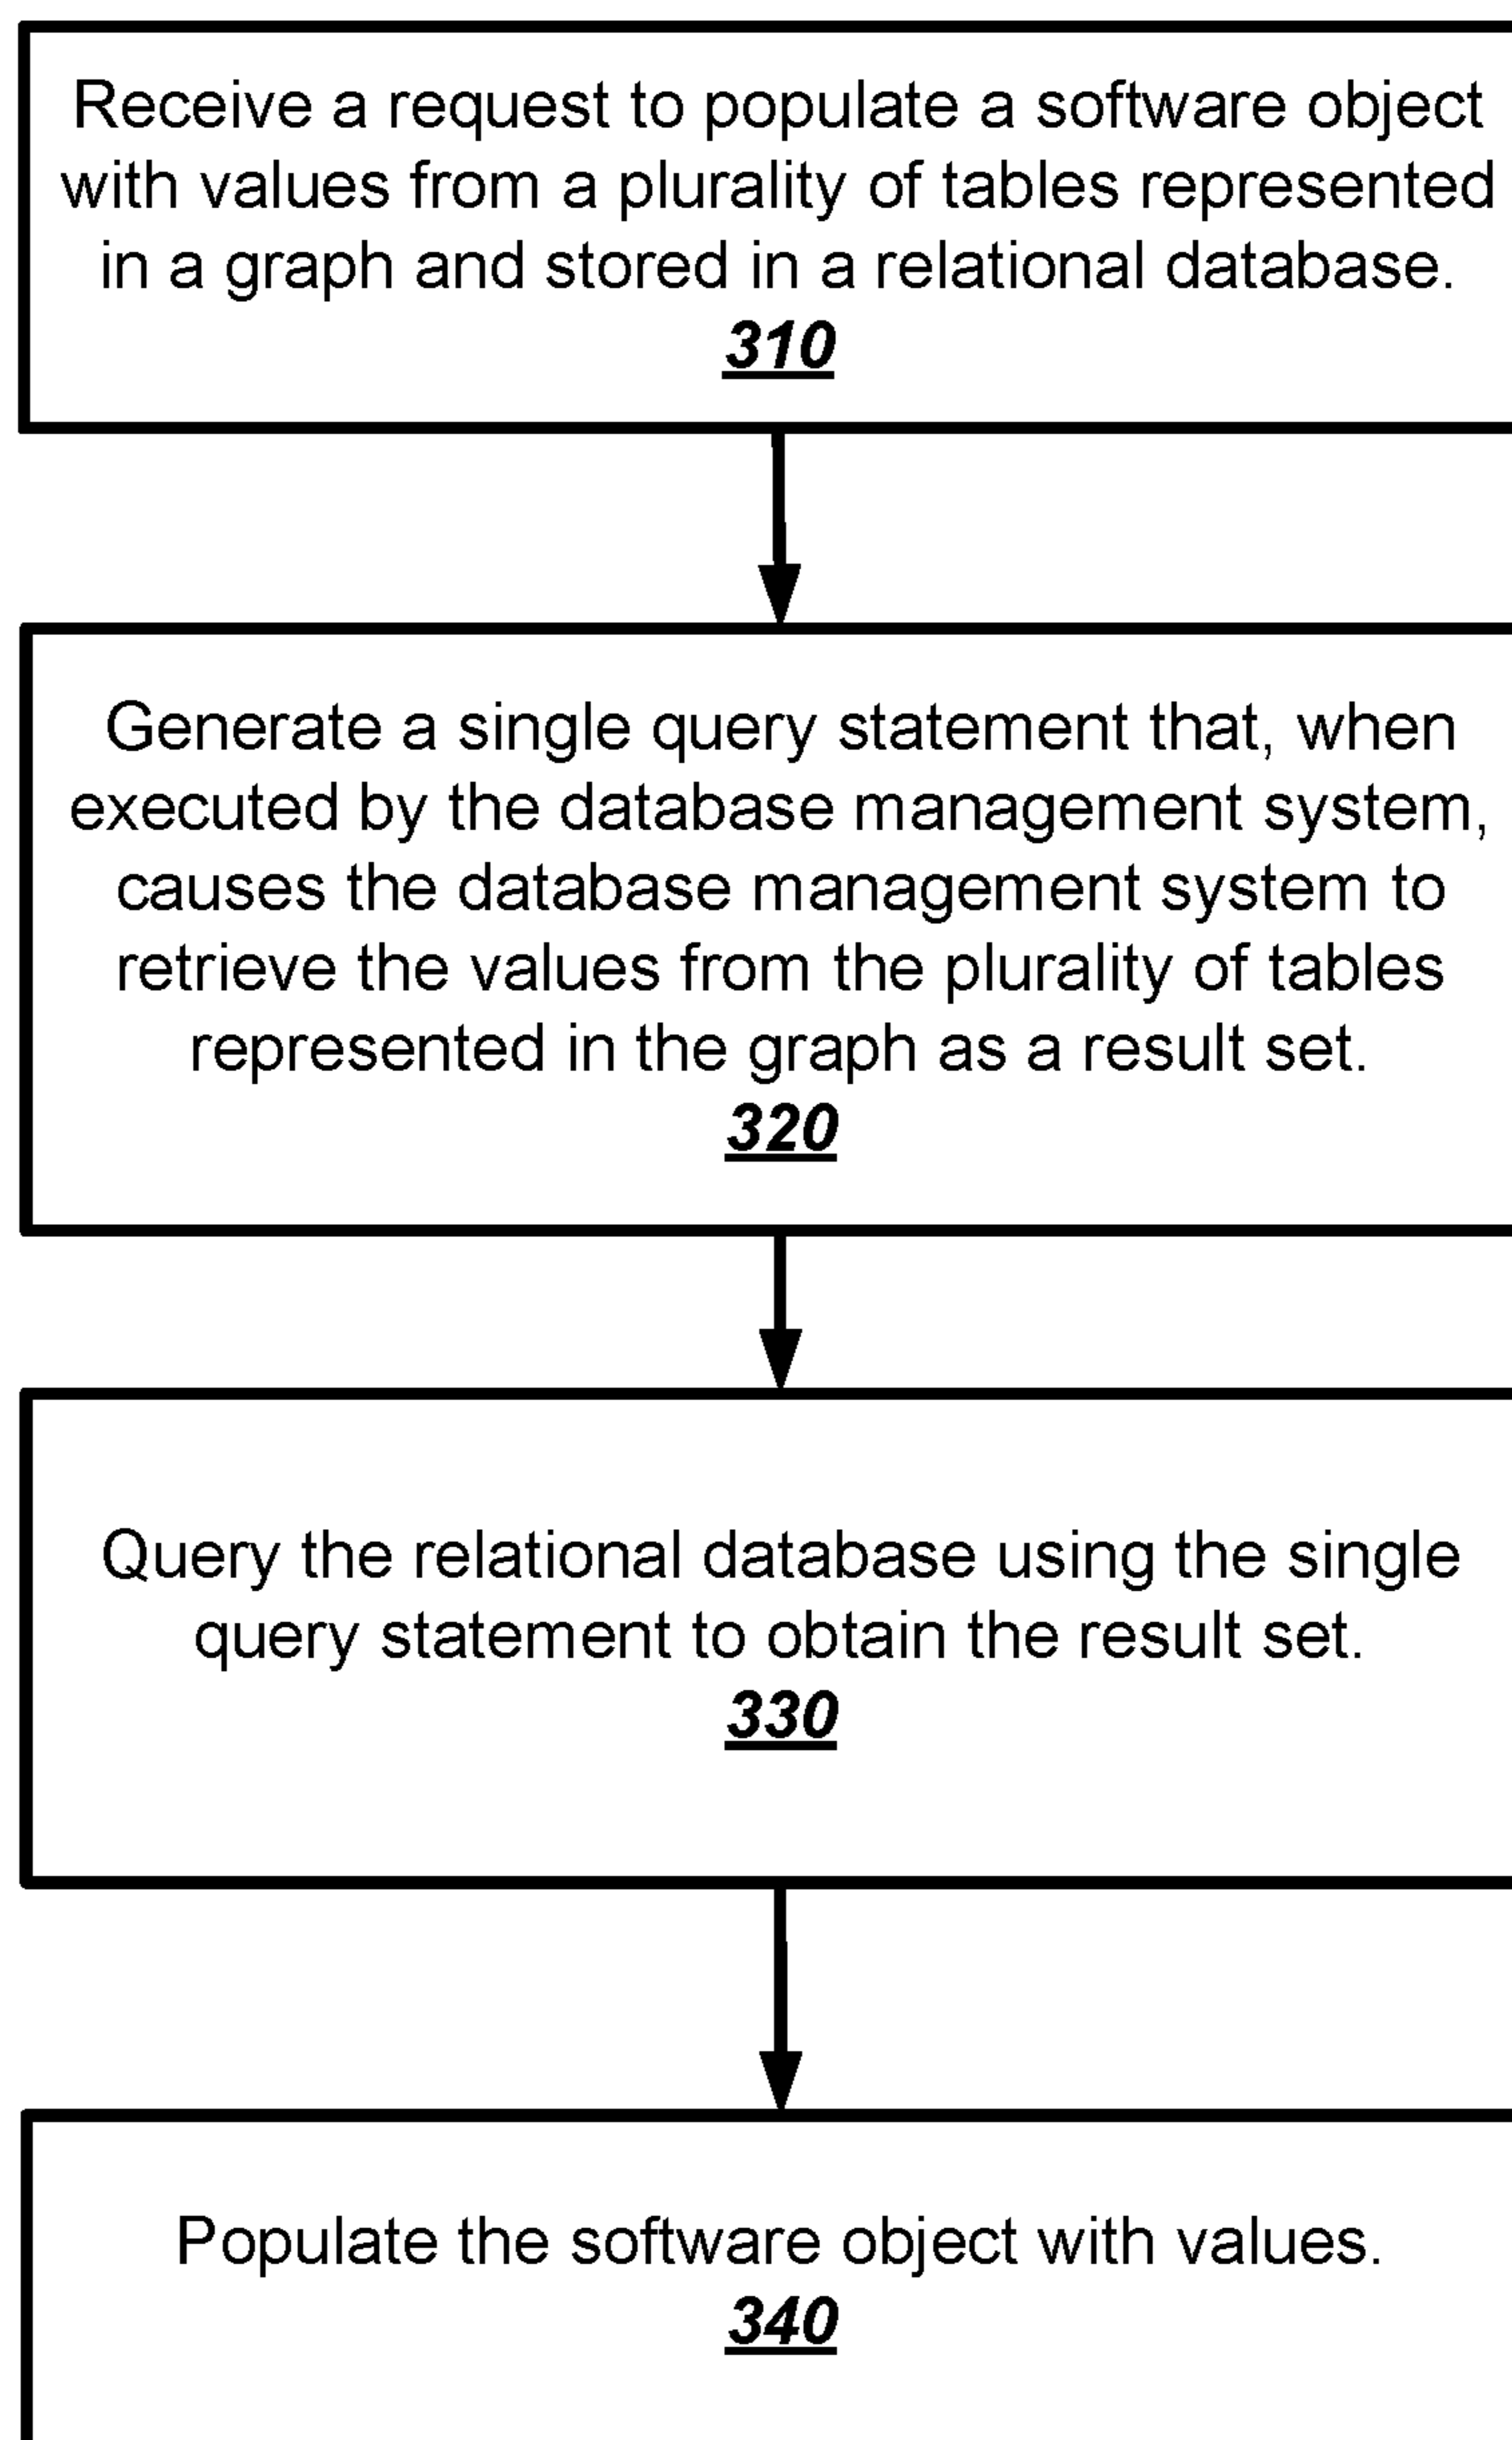 Receive a request to populate a software object
with values from a plurality of tables represented
in a graph and stored in a relational database.
310
Generate a single query statement that, when
executed by the database management system,
causes the database management system to
retrieve the values from the plurality of tables
represented in the graph as a result set.
320
Query the relational database using the single
query statement to obtain the result set.
330
Populate the software object with values.
340